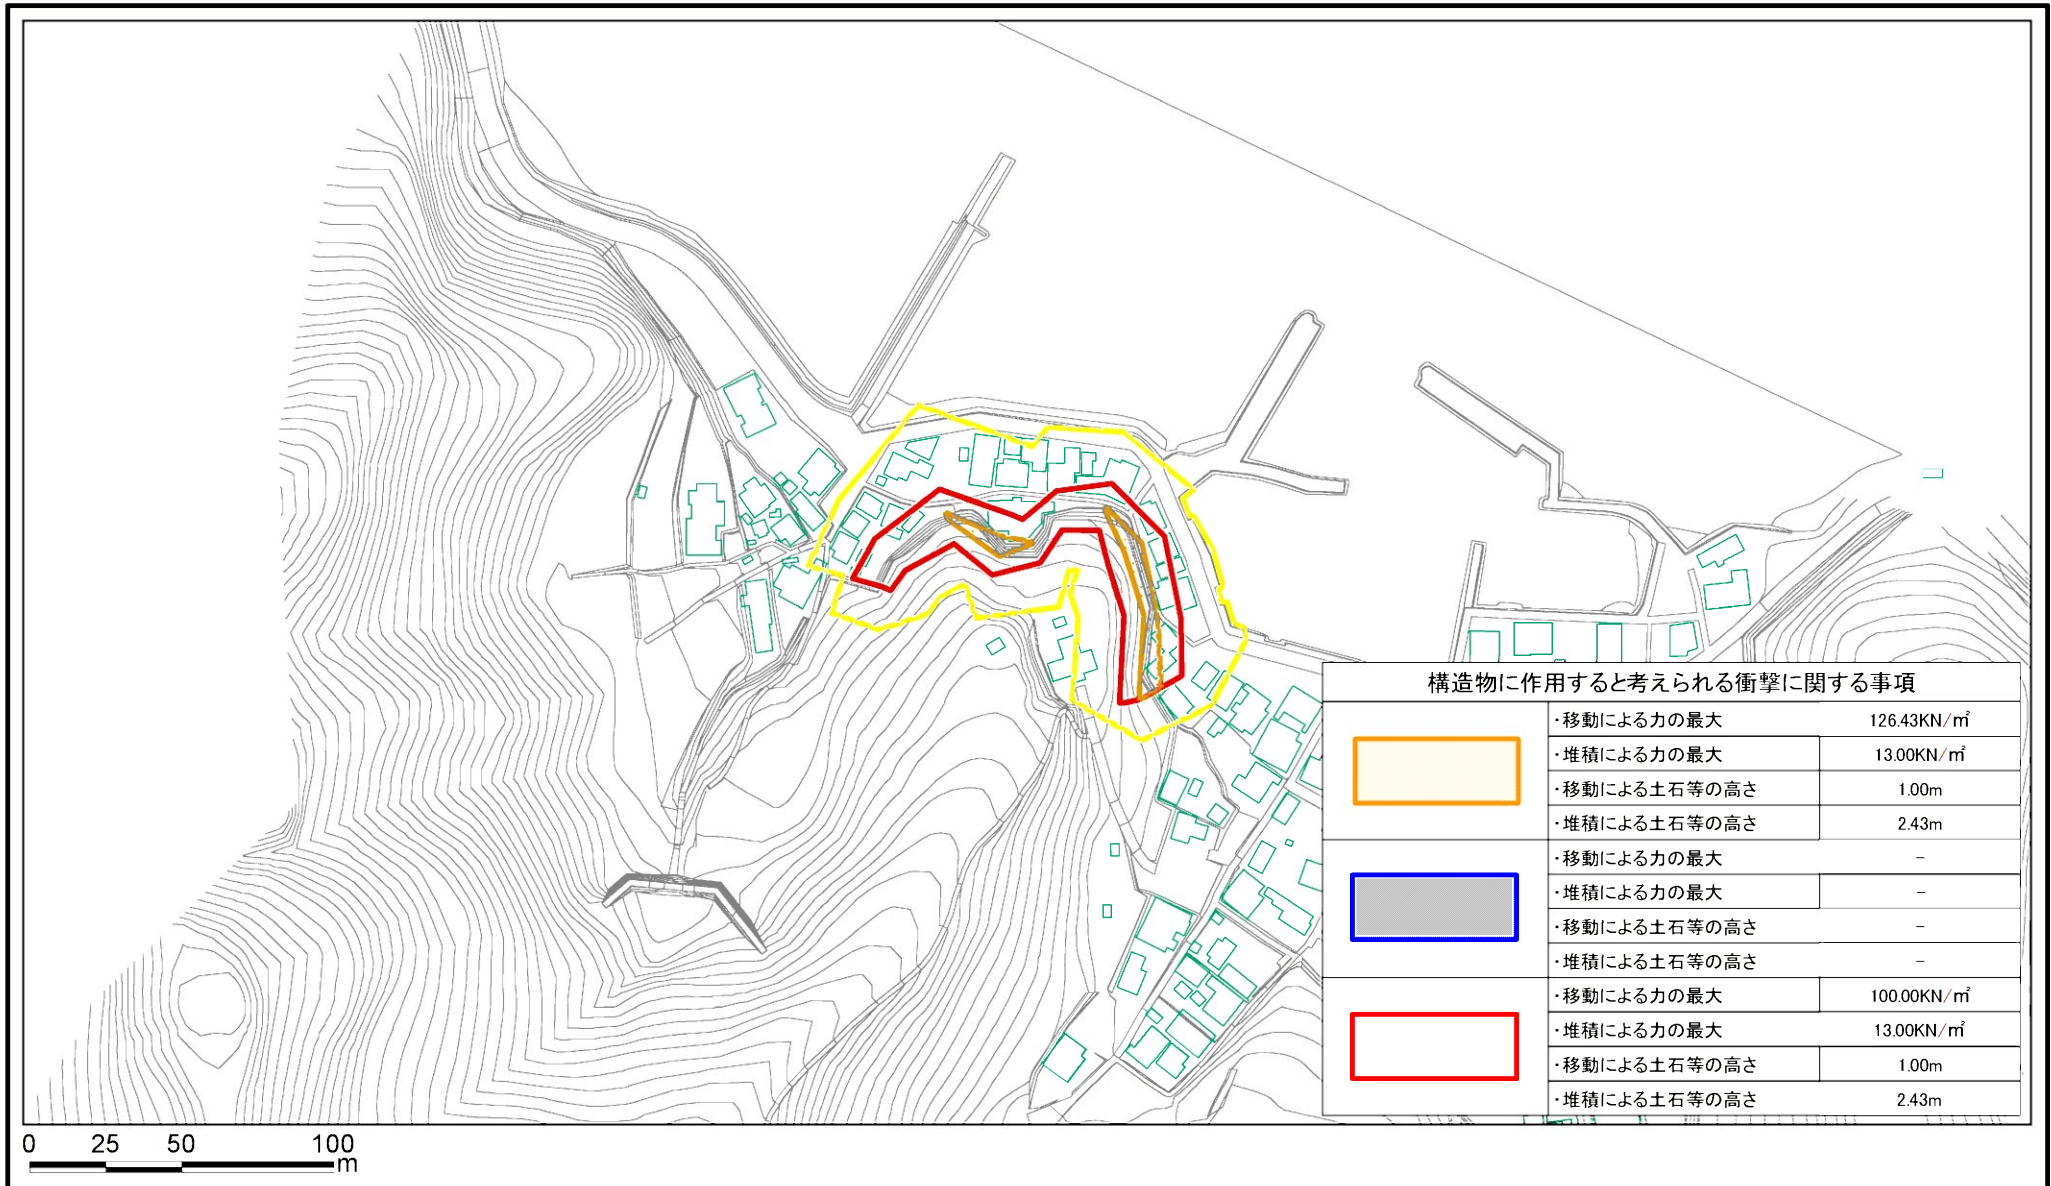 構造物に作用すると考えられる衝撃に関する事項
・移動による力の最大 126.43KN/㎡
・堆積による力の最大 13.00KN/㎡
・移動による土石等の高さ 1.00m
・堆積による土石等の高さ 2.43m
・移動による力の最大 −
・堆積による力の最大 −
・移動による土石等の高さ −
・堆積による土石等の高さ −
・移動による力の最大 100.00KN/㎡
・堆積による力の最大 13.00KN/㎡
・移動による土石等の高さ 1.00m
・堆積による土石等の高さ 2.43m
0 25 50 100
m